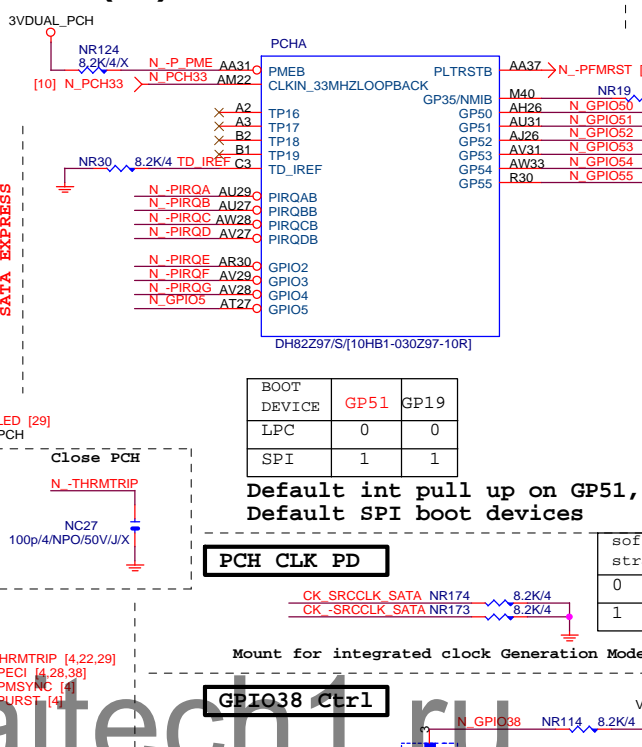 3VDUAL_PCH
NR124
8.2K/4/X
N_-P_PME AA31
[10] N_PCH33 N_PCH33 AM22
PCHA
PMEB
CLKIN_33MHZLOOPBACK
A2 TP16
A3 TP17
B2 TP18
B1 TP19
NR30 8.2K/4 TD_IREF C3 TD_IREF
N_-PIRQA AU29 PIRQAB
N_-PIRQB AU27 PIRQBB
N_-PIRQC AW28 PIRQCB
N_-PIRQD AV27 PIRQDB
N_-PIRQE AR30 GPIO2
N_-PIRQF AV29 GPIO3
N_-PIRQG AV28 GPIO4
N_GPIO5 AT27 GPIO5
PLTRSTB AA37 N_-PFMRST [
GP35/NMIB M40 NR19
GP50 AH26 N_GPIO50
GP51 AU31 N_GPIO51
GP52 AJ26 N_GPIO52
GP53 AV31 N_GPIO53
GP54 AW33 N_GPIO54
GP55 R30 N_GPIO55
DH82Z97/S/[10HB1-030Z97-10R]
SATA EXPRESS
BOOT
DEVICE GP51 GP19
LPC 0 0
SPI 1 1
Default int pull up on GP51,
Default SPI boot devices
LED [29]
PCH
Close PCH
N_-THRMTRIP
NC27
100p/4/NPO/50V/J/X
PCH CLK PD
sof
str
0
1
CK_SRCCLK_SATA NR174 8.2K/4
CK_-SRCCLK_SATA NR173 8.2K/4
Mount for integrated clock Generation Mode
HRMTRIP [4,22,29]
PECI [4,28,38]
PMSYNC [4]
PURST [4]
GPIO38 Ctrl
V
3
N_GPIO38 NR114 8.2K/4
aitech1.ru